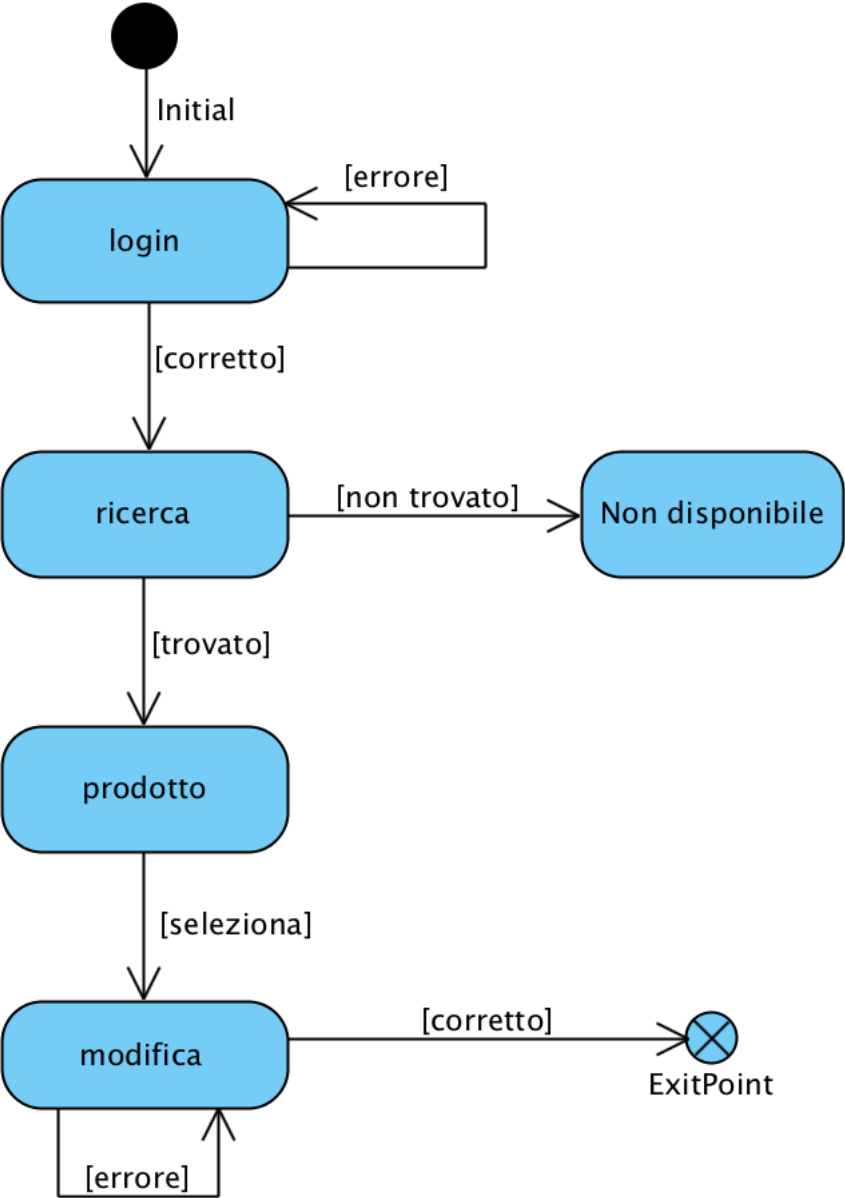 Initial
[errore]
login
[corretto]
[non trovato]
ricerca
Non disponibile
[trovato]
prodotto
[seleziona]
[corretto]
modifica
ExitPoint
[errore]